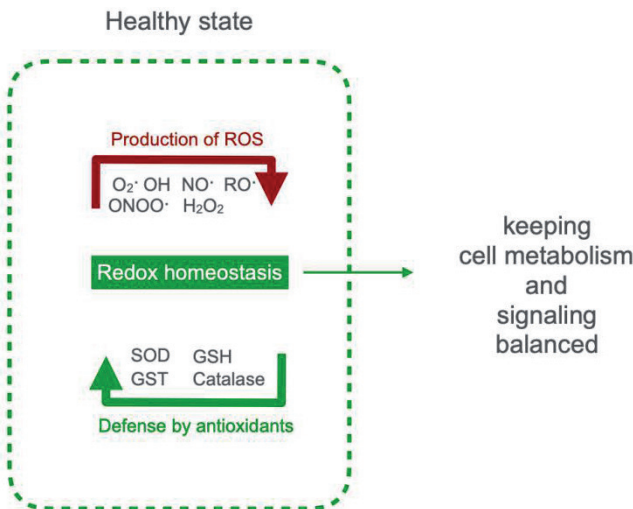 Healthy state
Production of ROS
O₂· OH NO· RO·
ONOO· H₂O₂
Redox homeostasis
keeping
cell metabolism
and
signaling
balanced
SOD GSH
GST Catalase
Defense by antioxidants